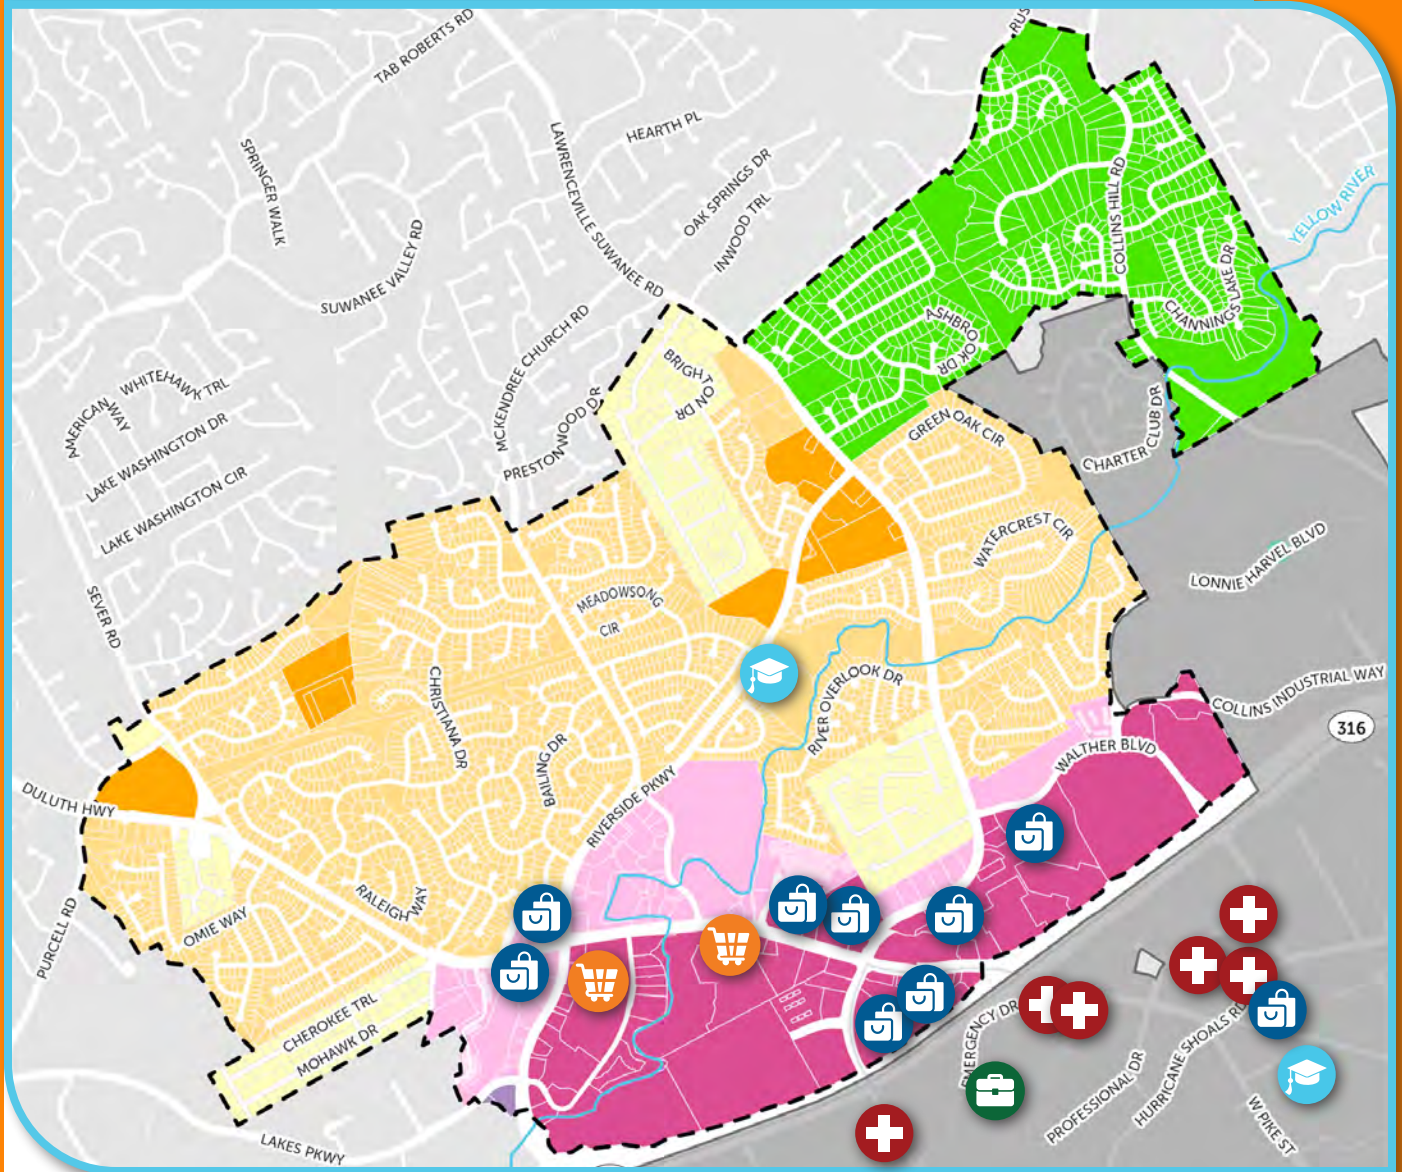 TAB ROBERTS RD
RUS
HEARTH PL
LAWRENCEVILLE SUWANEE RD
SPRINGER WALK
OAK SPRINGS DR
INWOOD TRL
COLLINS HILL RD
YELLOW RIVER
SUWANEE VALLEY RD
CHANNINGS LAKE DR
MCKENDREE CHURCH RD
ASHBROOK DR
BRIGHTON DR
WHITEHAWK TRL
AMERICAN WAY
LAKE WASHINGTON DR
PRESTONWOOD DR
GREEN OAK CIR
CHARTER CLUB DR
LAKE WASHINGTON CIR
WATERCREST CIR
LONNIE HARVEL BLVD
SEVER RD
MEADOWSONG
CIR
CHRISTIANA DR
RIVER OVERLOOK DR
COLLINS INDUSTRIAL WAY
316
BAILING DR
WALTHER BLVD
DULUTH HWY
RIVERSIDE PKWY
RALEIGH WAY
PURCELL RD
OMIE WAY
CHEROKEE TRL
MOHAWK DR
EMERGENCY DR
HURRICANE SHOALS RD
PROFESSIONAL DR
W PIKE ST
LAKES PKWY